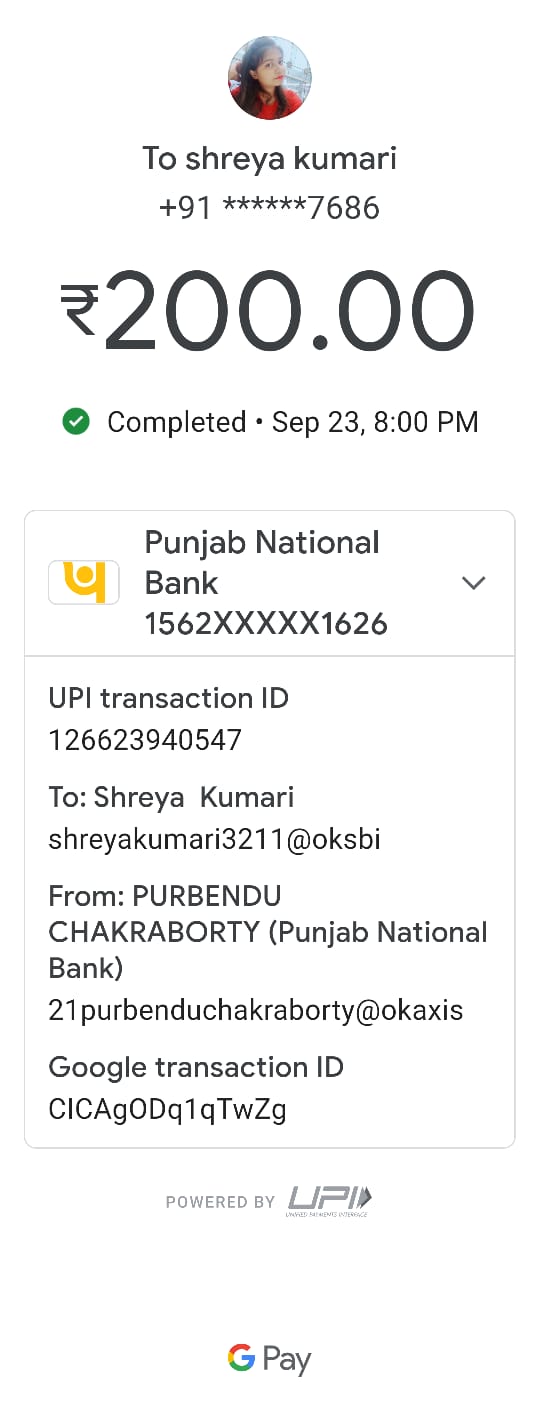 To shreya kumari
+91 ******7686
₹200.00
Completed • Sep 23, 8:00 PM
Punjab National
Bank
1562XXXXX1626
UPI transaction ID
126623940547
To: Shreya  Kumari
shreyakumari3211@oksbi
From: PURBENDU
CHAKRABORTY (Punjab National
Bank)
21purbenduchakraborty@okaxis
Google transaction ID
CICAgODq1qTwZg
POWERED BY UPI
UNIFIED PAYMENTS INTERFACE
G Pay